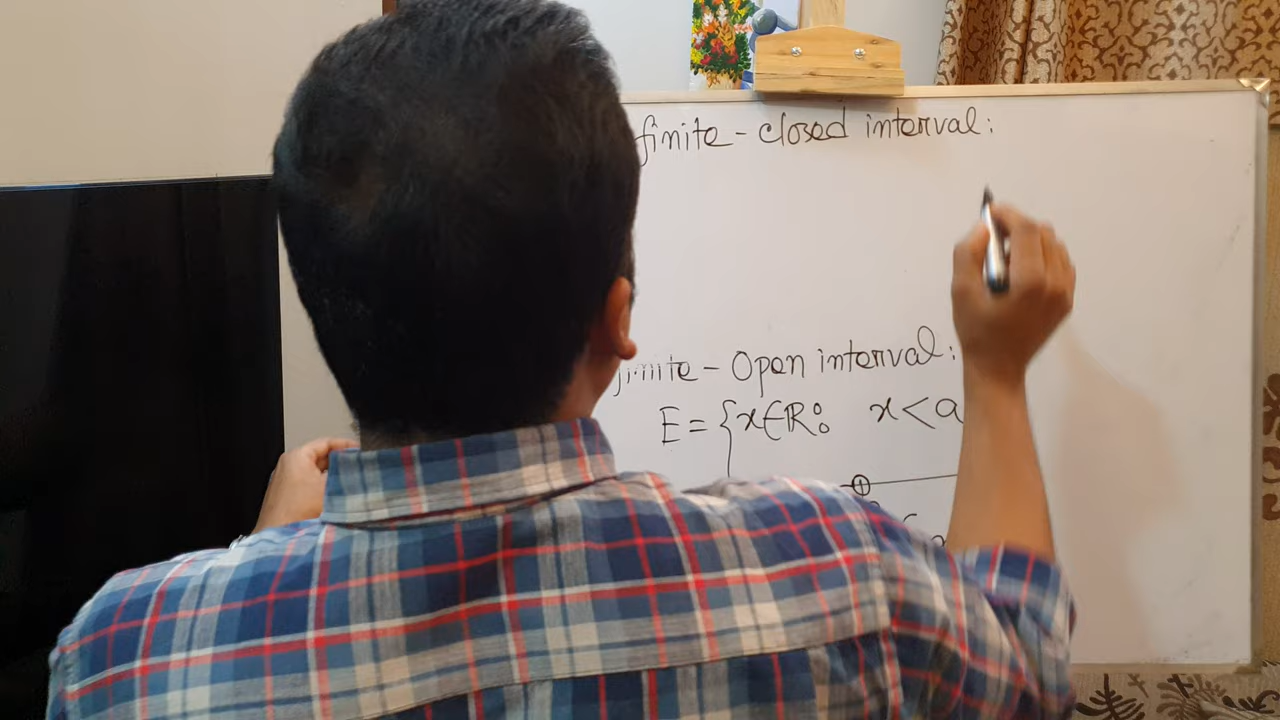 finite - closed interval:
finite - Open interval:
E = {x∈ℝ: x < a